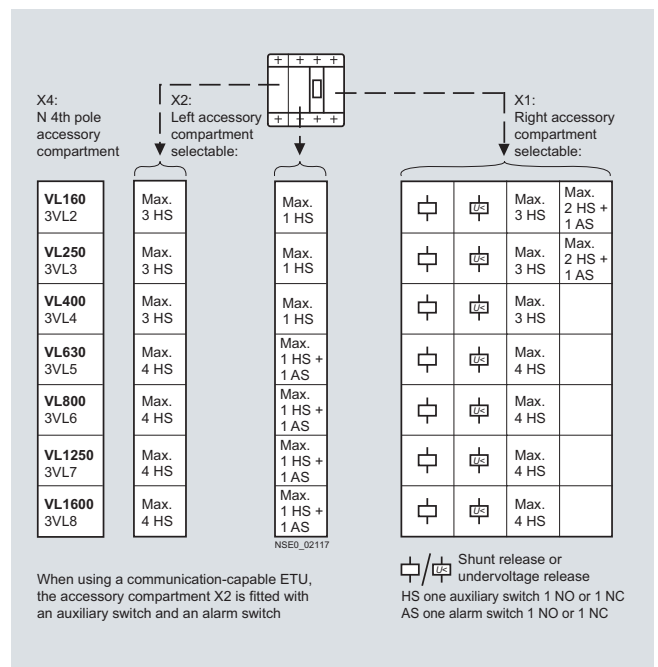 + + + +
+ + + +
X4:
N 4th pole
accessory
compartment
X2:
Left accessory
compartment
selectable:
X1:
Right accessory
compartment
selectable:
VL160
3VL2
Max.
3 HS
Max.
1 HS
U<
Max.
3 HS
Max.
2 HS +
1 AS
VL250
3VL3
Max.
3 HS
Max.
1 HS
U<
Max.
3 HS
Max.
2 HS +
1 AS
VL400
3VL4
Max.
3 HS
Max.
1 HS
U<
Max.
3 HS
VL630
3VL5
Max.
4 HS
Max.
1 HS +
1 AS
U<
Max.
4 HS
VL800
3VL6
Max.
4 HS
Max.
1 HS +
1 AS
U<
Max.
4 HS
VL1250
3VL7
Max.
4 HS
Max.
1 HS +
1 AS
U<
Max.
4 HS
VL1600
3VL8
Max.
4 HS
Max.
1 HS +
1 AS
U<
Max.
4 HS
NSE0_02117
When using a communication-capable ETU,
the accessory compartment X2 is fitted with
an auxiliary switch and an alarm switch
/ U< Shunt release or
undervoltage release
HS one auxiliary switch 1 NO or 1 NC
AS one alarm switch 1 NO or 1 NC